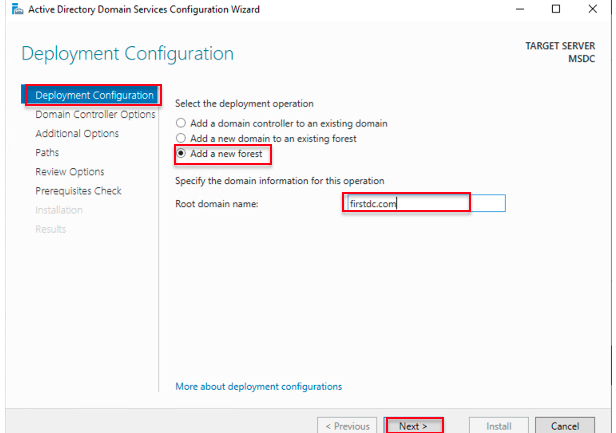 Active Directory Domain Services Configuration Wizard
Deployment Configuration
TARGET SERVER
MSDC
Deployment Configuration
Domain Controller Options
Additional Options
Paths
Review Options
Prerequisites Check
Installation
Results
Select the deployment operation
Add a domain controller to an existing domain
Add a new domain to an existing forest
Add a new forest
Specify the domain information for this operation
Root domain name:
firstdc.com
More about deployment configurations
< Previous
Next >
Install
Cancel